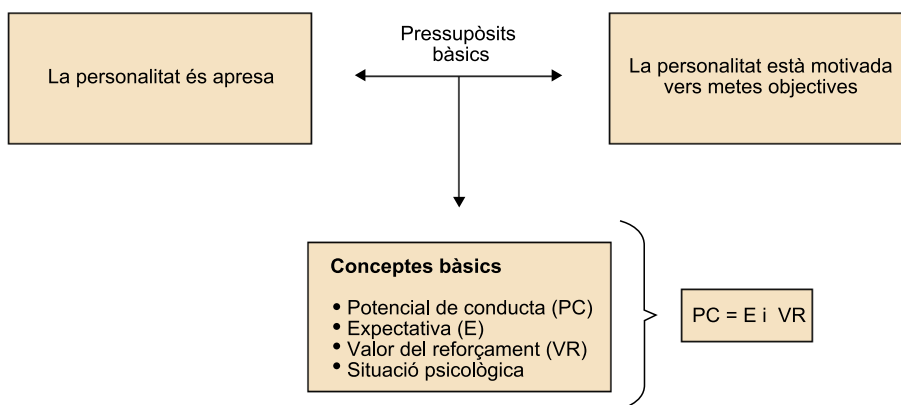 La personalitat és apresa
Pressupòsits
bàsics
La personalitat està motivada
vers metes objectives
Conceptes bàsics
• Potencial de conducta (PC)
• Expectativa (E)
• Valor del reforçament (VR)
• Situació psicològica
PC = E i VR